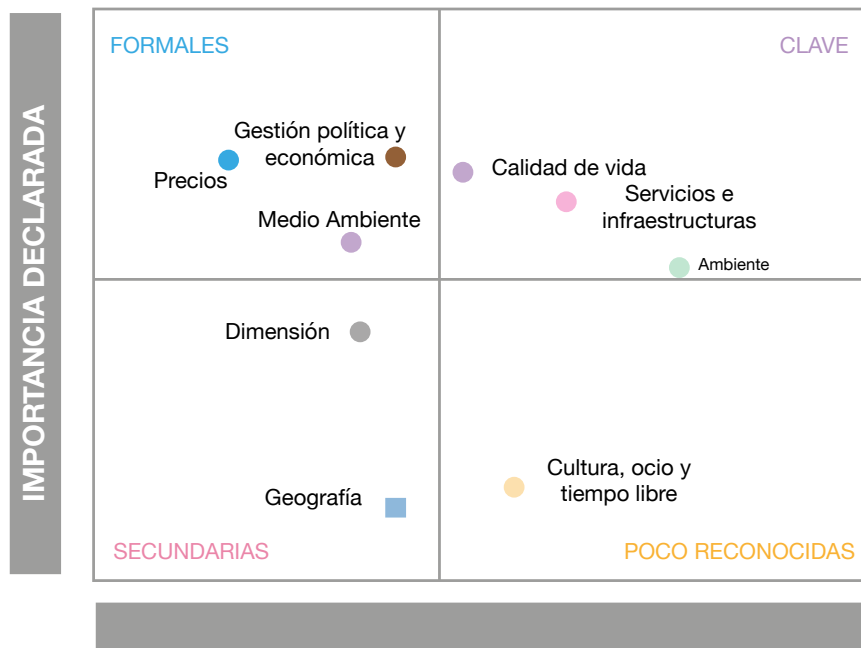 FORMALES
CLAVE
Gestión política y
económica
Precios
Calidad de vida
Servicios e
infraestructuras
Medio Ambiente
Ambiente
Dimensión
Cultura, ocio y
tiempo libre
Geografía
SECUNDARIAS
POCO RECONOCIDAS
IMPORTANCIA DECLARADA